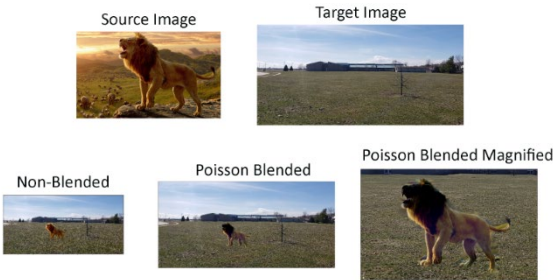 Source Image
Target Image
Non-Blended
Poisson Blended
Poisson Blended Magnified